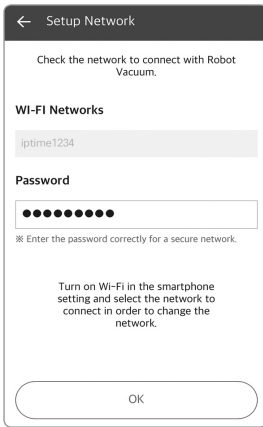 ← Setup Network
Check the network to connect with Robot
Vacuum.
WI-FI Networks
iptime1234
Password
●●●●●●●●●
※ Enter the password correctly for a secure network.
Turn on Wi-Fi in the smartphone
setting and select the network to
connect in order to change the
network.
OK